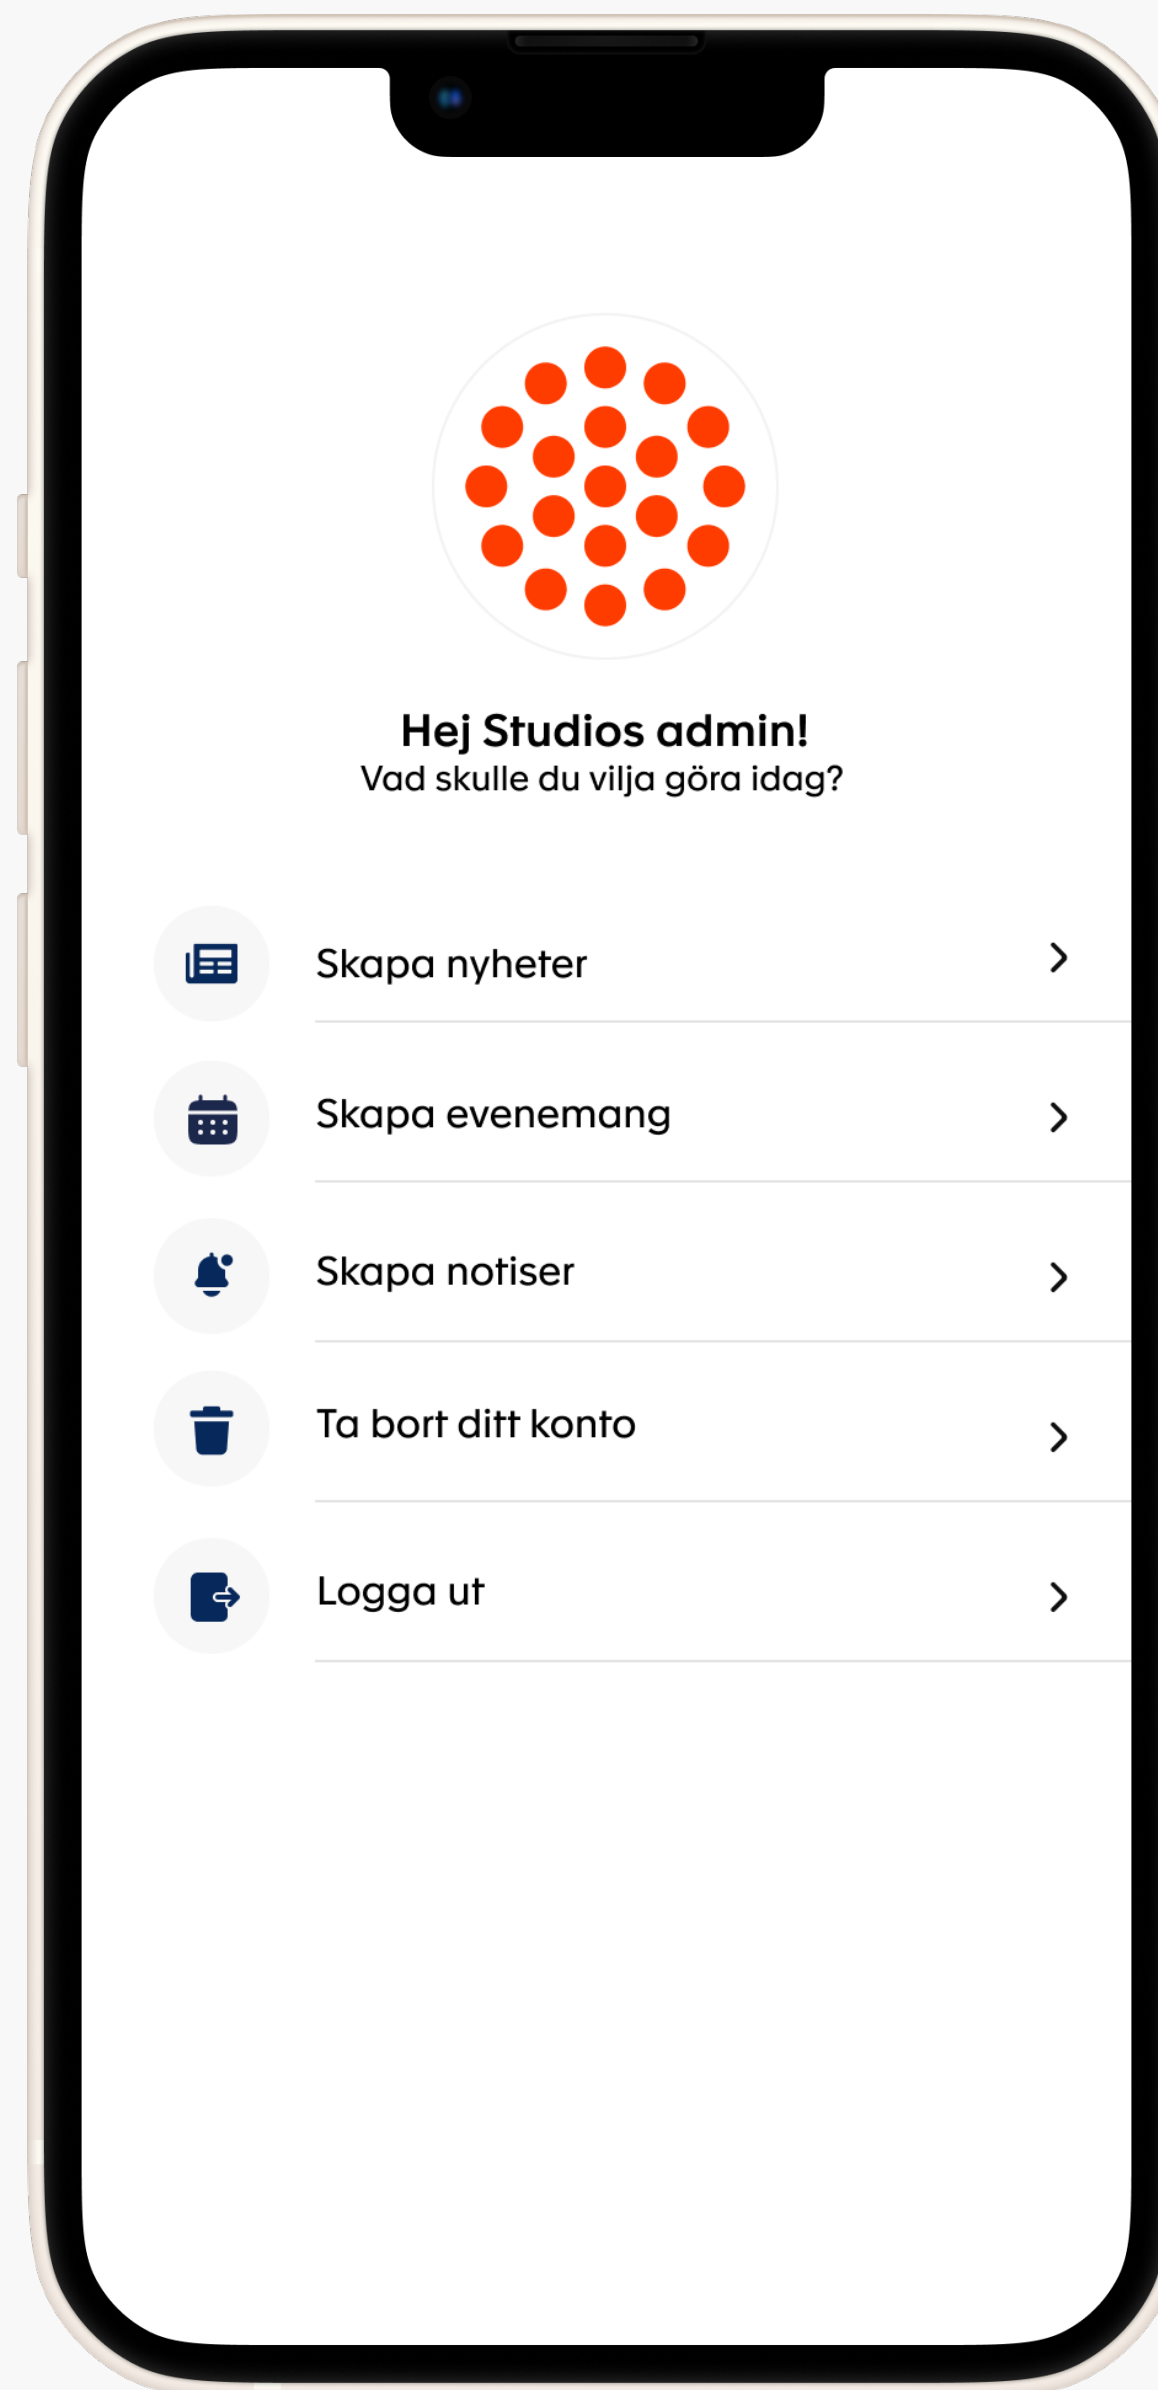 Hej Studios admin!
Vad skulle du vilja göra idag?
Skapa nyheter
Skapa evenemang
Skapa notiser
Ta bort ditt konto
Logga ut